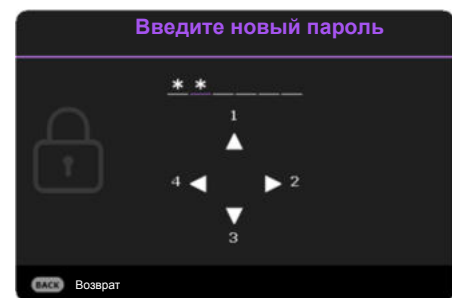 Введите новый пароль
* * _ _ _ _
1
4 2
3
BACK Возврат